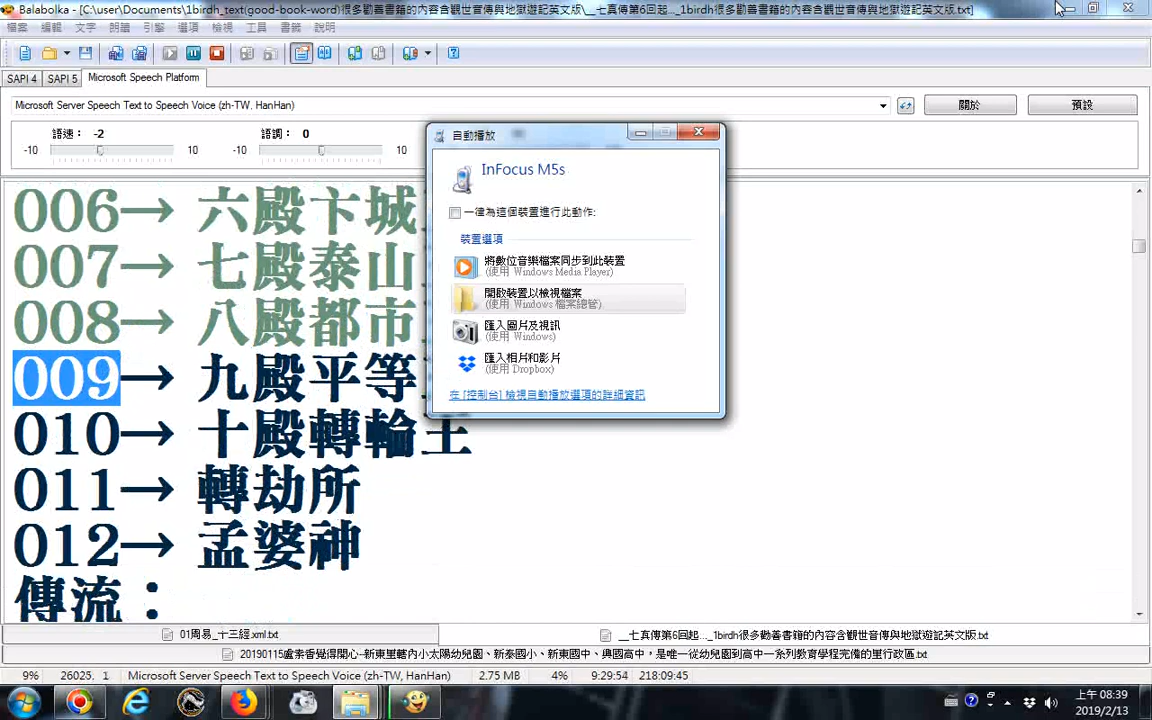 Balabolka - [C:\user\Documents\1birdh_text(good-book-word)很多勸善書籍的內容含觀世音傳與地獄遊記英文版\__七真傳第6回起..._1birdh很多勸善書籍的內容含觀世音傳與地獄遊記英文版.txt]
檔案 編輯 文字 朗讀 引擎 選項 檢視 工具 書籤 說明
SAPI 4 SAPI 5 Microsoft Speech Platform
Microsoft Server Speech Text to Speech Voice (zh-TW, HanHan)
關於 預設
語速： -2 語調： 0
-10 10 -10 10
自動播放
InFocus M5s
一律為這個裝置進行此動作:
裝置選項
將數位音樂檔案同步到此裝置
(使用 Windows Media Player)
開啟裝置以檢視檔案
(使用 Windows 檔案總管)
匯入圖片及視訊
(使用 Windows)
匯入相片和影片
(使用 Dropbox)
在 [控制台] 檢視自動播放選項的詳細資訊
006→ 六殿卞城
007→ 七殿泰山
008→ 八殿都市
009→ 九殿平等
010→ 十殿轉輪王
011→ 轉劫所
012→ 孟婆神
傳流：
01周易_十三經.xml.txt
__七真傳第6回起..._1birdh很多勸善書籍的內容含觀世音傳與地獄遊記英文版.txt
20190115盧素香覺得開心-新東里轄內小太陽幼兒園、新泰國小、新東國中、興國高中，是唯一從幼兒園到高中一系列教育學程完備的里行政區.txt
9% 26025, 1 Microsoft Server Speech Text to Speech Voice (zh-TW, HanHan) 2.75 MB 4% 9:29:54 218:09:45
上午 08:39
2019/2/13